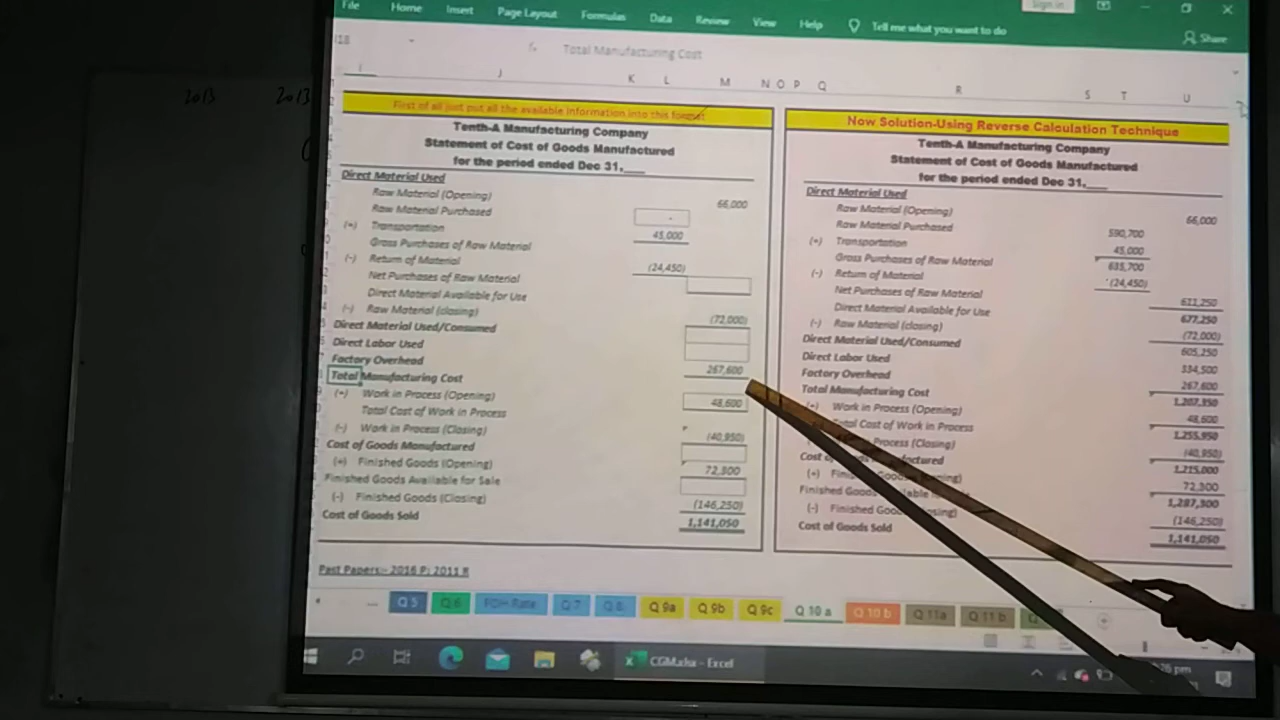 2013 2013
File Home Insert Page Layout Formulas Data Review View Help Tell me what you want to do Sign in Share
Total Manufacturing Cost
J K L M N O P Q R S T U
First of all just put all the available information into this format
Tenth-A Manufacturing Company
Statement of Cost of Goods Manufactured
for the period ended Dec 31,____
Direct Material Used
Raw Material (Opening) 66,000
Raw Material Purchased -
(+) Transportation 45,000
Gross Purchases of Raw Material
(-) Return of Material (24,450)
Net Purchases of Raw Material
Direct Material Available for Use
(-) Raw Material (closing) (72,000)
Direct Material Used/Consumed
Direct Labor Used
Factory Overhead 267,600
Total Manufacturing Cost
(+) Work in Process (Opening) 48,600
Total Cost of Work in Process
(-) Work in Process (Closing) (40,950)
Cost of Goods Manufactured
(+) Finished Goods (Opening) 72,300
Finished Goods Available for Sale
(-) Finished Goods (Closing) (146,250)
Cost of Goods Sold 1,141,050
Past Papers:- 2016 P; 2011 R
Now Solution-Using Reverse Calculation Technique
Tenth-A Manufacturing Company
Statement of Cost of Goods Manufactured
for the period ended Dec 31,____
Direct Material Used
Raw Material (Opening) 66,000
Raw Material Purchased 590,700
(+) Transportation 45,000
Gross Purchases of Raw Material 635,700
(-) Return of Material (24,450)
Net Purchases of Raw Material 611,250
Direct Material Available for Use 677,250
(-) Raw Material (closing) (72,000)
Direct Material Used/Consumed 605,250
Direct Labor Used 334,500
Factory Overhead 267,600
Total Manufacturing Cost 1,207,350
(+) Work in Process (Opening) 48,600
Total Cost of Work in Process 1,255,950
Process (Closing) (40,950)
Cost of 1,215,000
(+) 72,300
Finished Goods 1,287,300
(-) Finished (146,250)
Cost of Goods Sold 1,141,050
Q 5 Q 6 FOH Rate Q 7 Q 8 Q 9a Q 9b Q 9c Q 10 a Q 10 b Q 11a Q 11 b
CGM.xlsx - Excel
pm